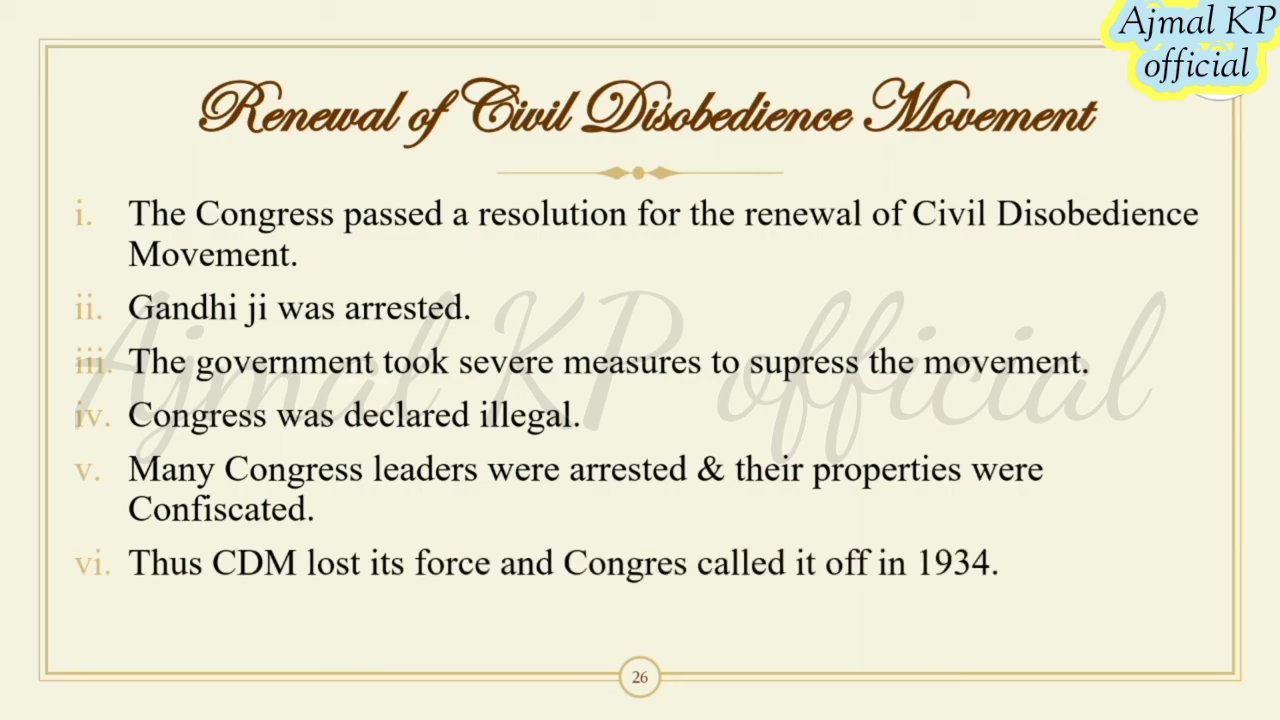 Ajmal KP
official
Renewal of Civil Disobedience Movement
i. The Congress passed a resolution for the renewal of Civil Disobedience
Movement.
ii. Gandhi ji was arrested.
iii. The government took severe measures to supress the movement.
Ajmal KP official
iv. Congress was declared illegal.
v. Many Congress leaders were arrested & their properties were
Confiscated.
vi. Thus CDM lost its force and Congres called it off in 1934.
26